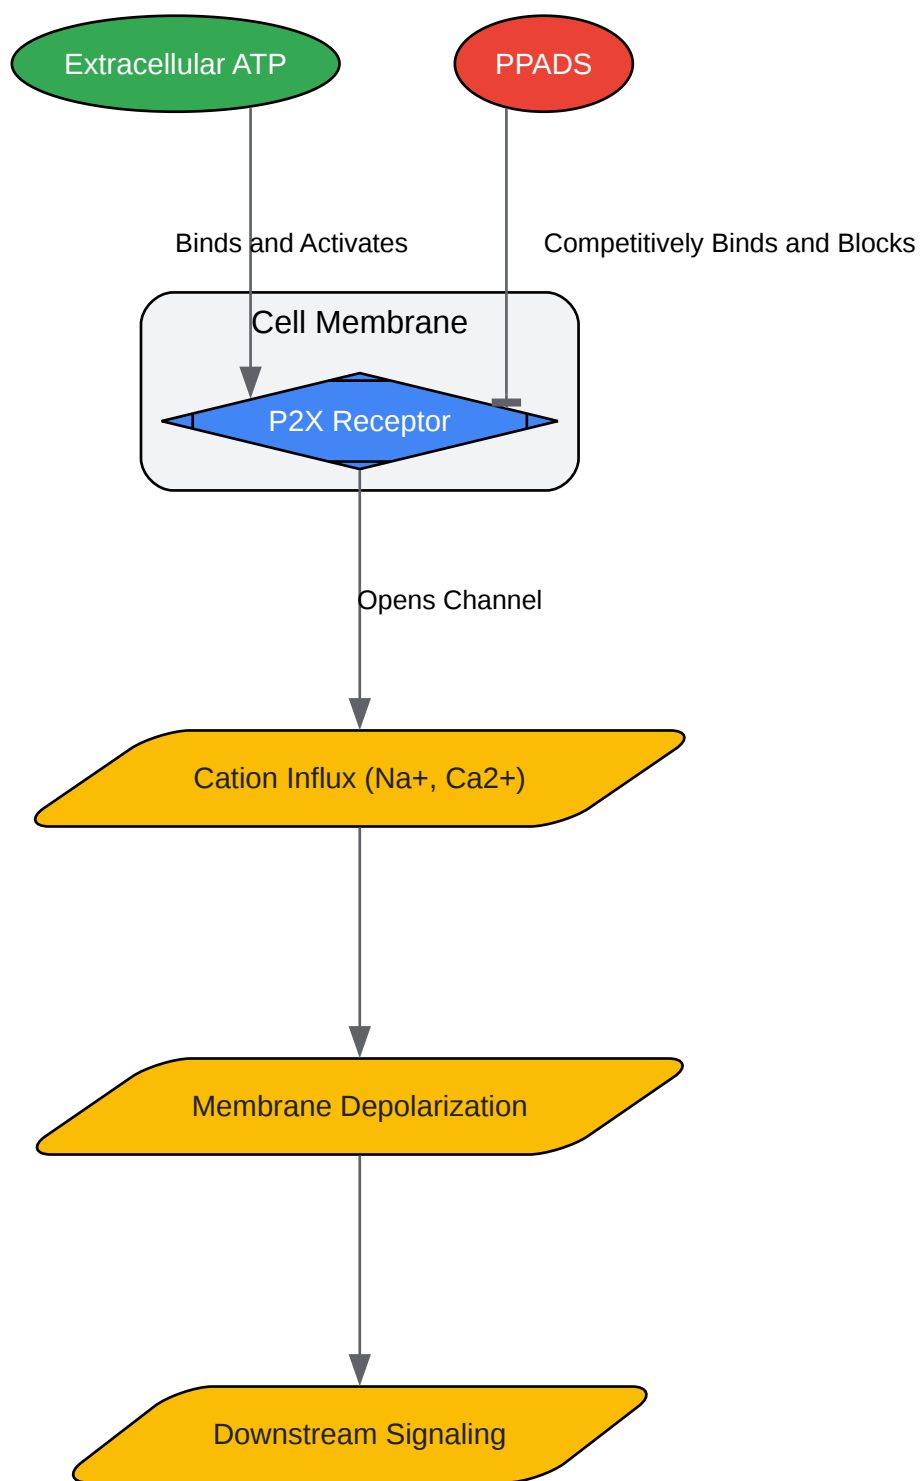 Extracellular ATP
PPADS
Binds and Activates
Competitively Binds and Blocks
Cell Membrane
P2X Receptor
Opens Channel
Cation Influx (Na+, Ca2+)
Membrane Depolarization
Downstream Signaling